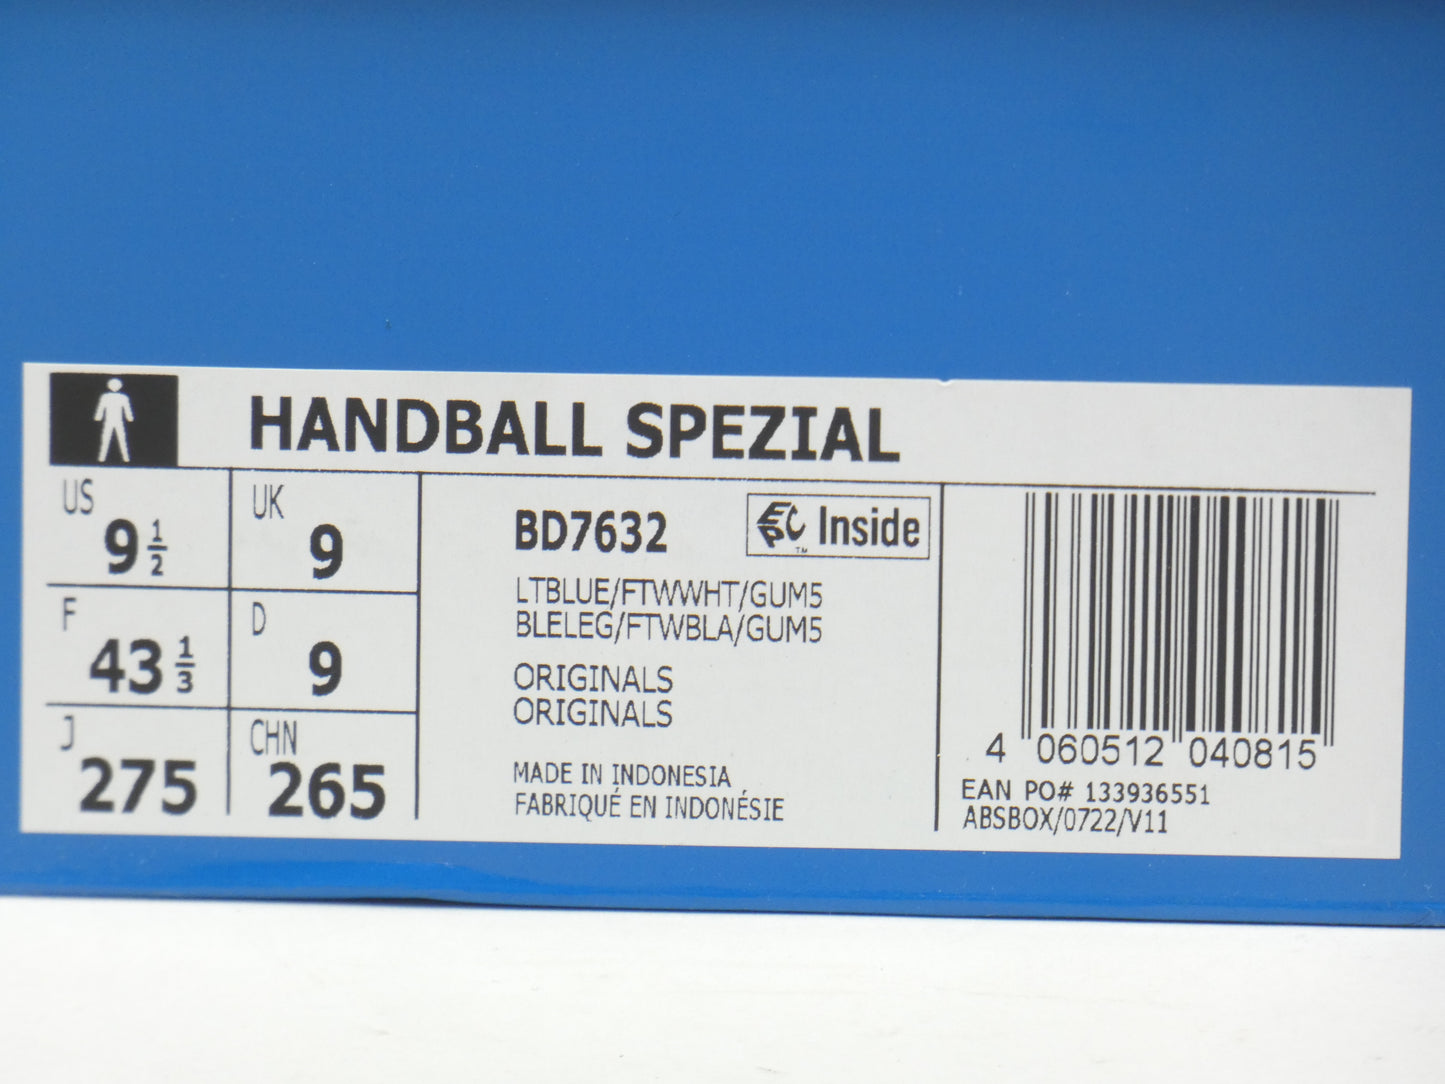 HANDBALL SPEZIAL
US
9 1/2
UK
9
F
43 1/3
D
9
J
275
CHN
265
BD7632
EPC Inside
TM
LTBLUE/FTWWHT/GUM5
BLELEG/FTWBLA/GUM5
ORIGINALS
ORIGINALS
MADE IN INDONESIA
FABRIQUÉ EN INDONÉSIE
4 060512 040815
EAN PO# 133936551
ABSBOX/0722/V11